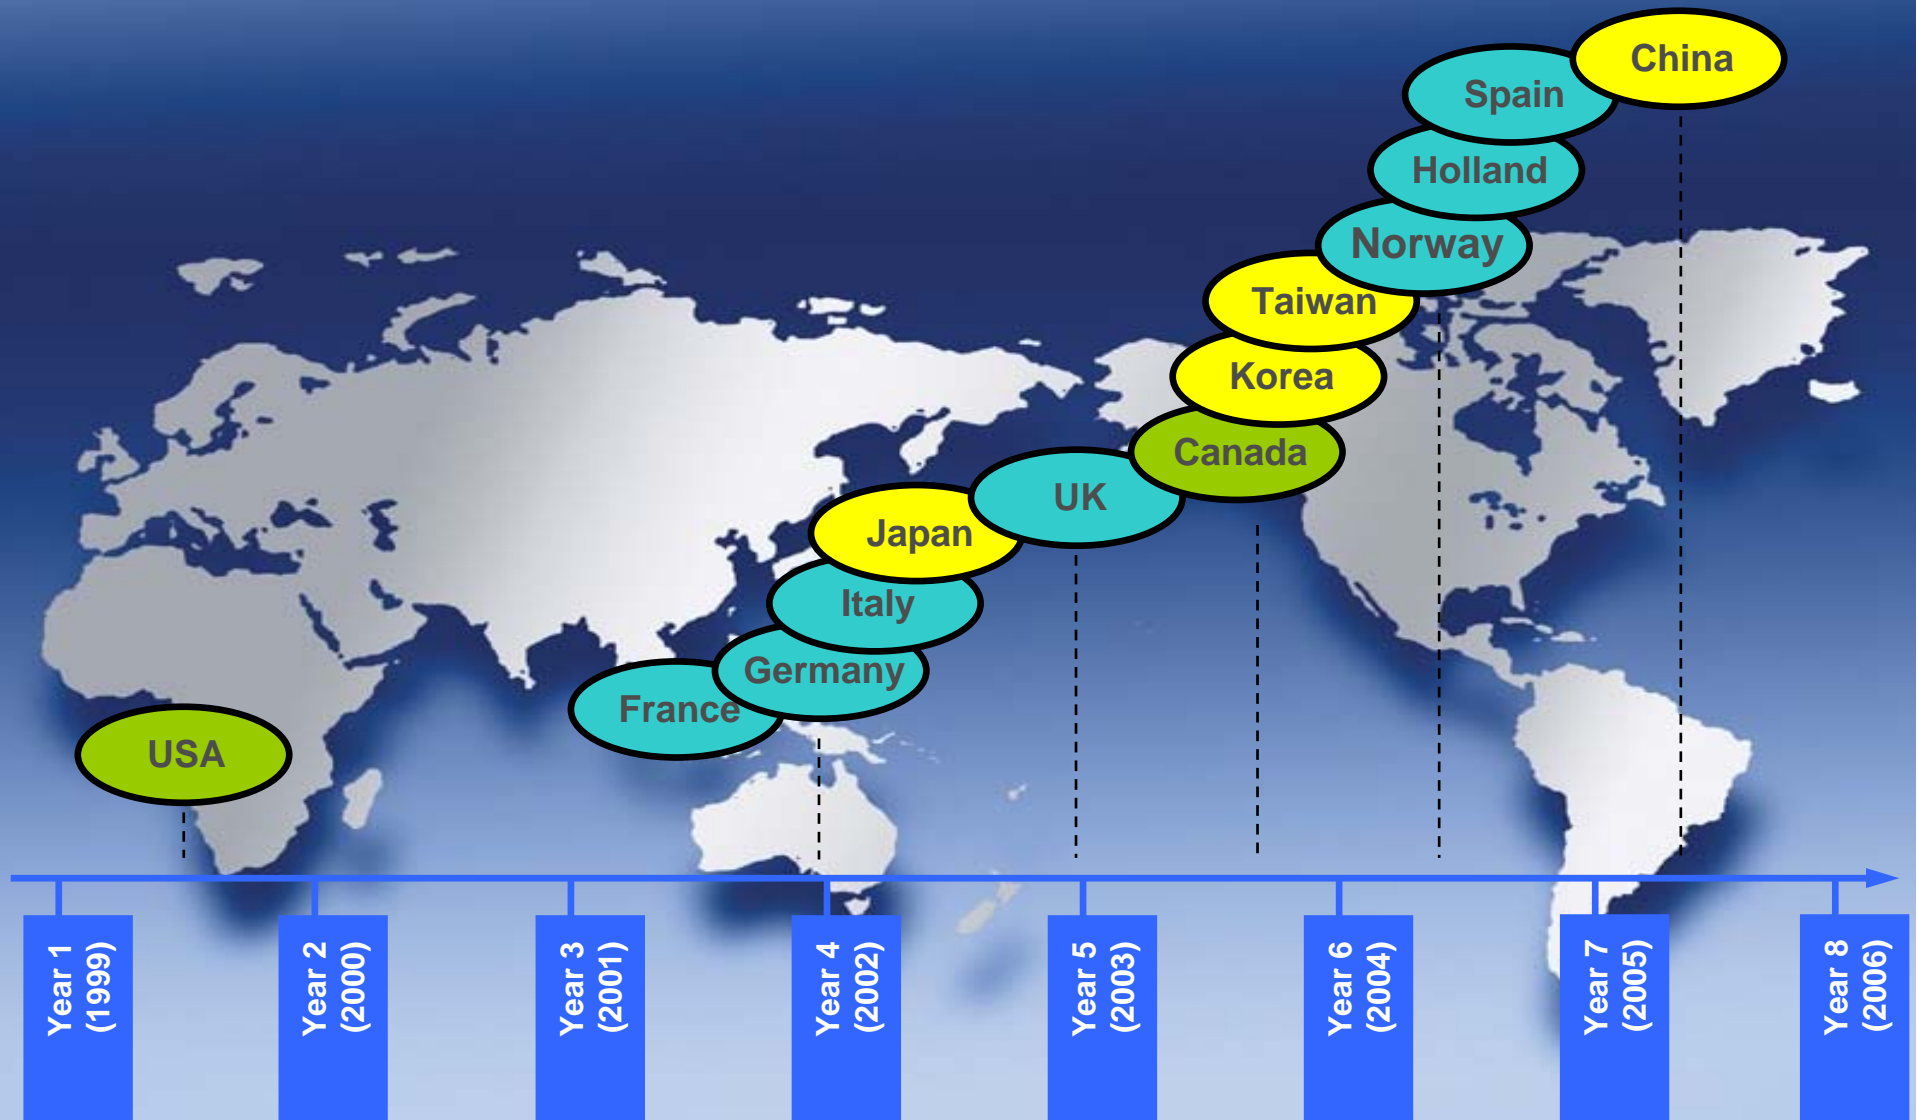 China
Spain
Holland
Norway
Taiwan
Korea
Canada
UK
Japan
Italy
Germany
France
USA
Year 1
(1999)
Year 2
(2000)
Year 3
(2001)
Year 4
(2002)
Year 5
(2003)
Year 6
(2004)
Year 7
(2005)
Year 8
(2006)